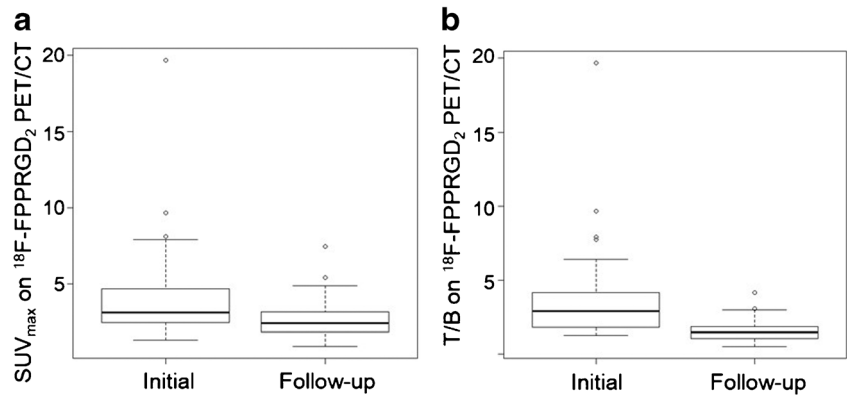 a
SUVmax on 18F-FPPRGD2 PET/CT
20
15
10
5
Initial Follow-up
b
T/B on 18F-FPPRGD2 PET/CT
20
15
10
5
Initial Follow-up